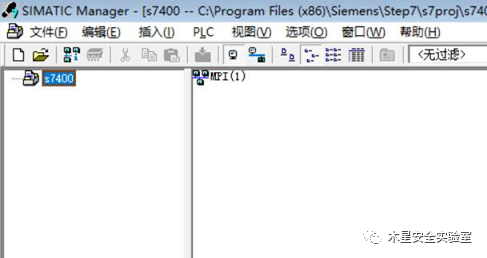 SIMATIC Manager - [s7400 -- C:\Program Files (x86)\Siemens\Step7\s7proj\s740
文件(F) 编辑(E) 插入(I) PLC 视图(V) 选项(O) 窗口(W) 帮助(H)
<无过滤>
s7400
MPI(1)
木星安全实验室